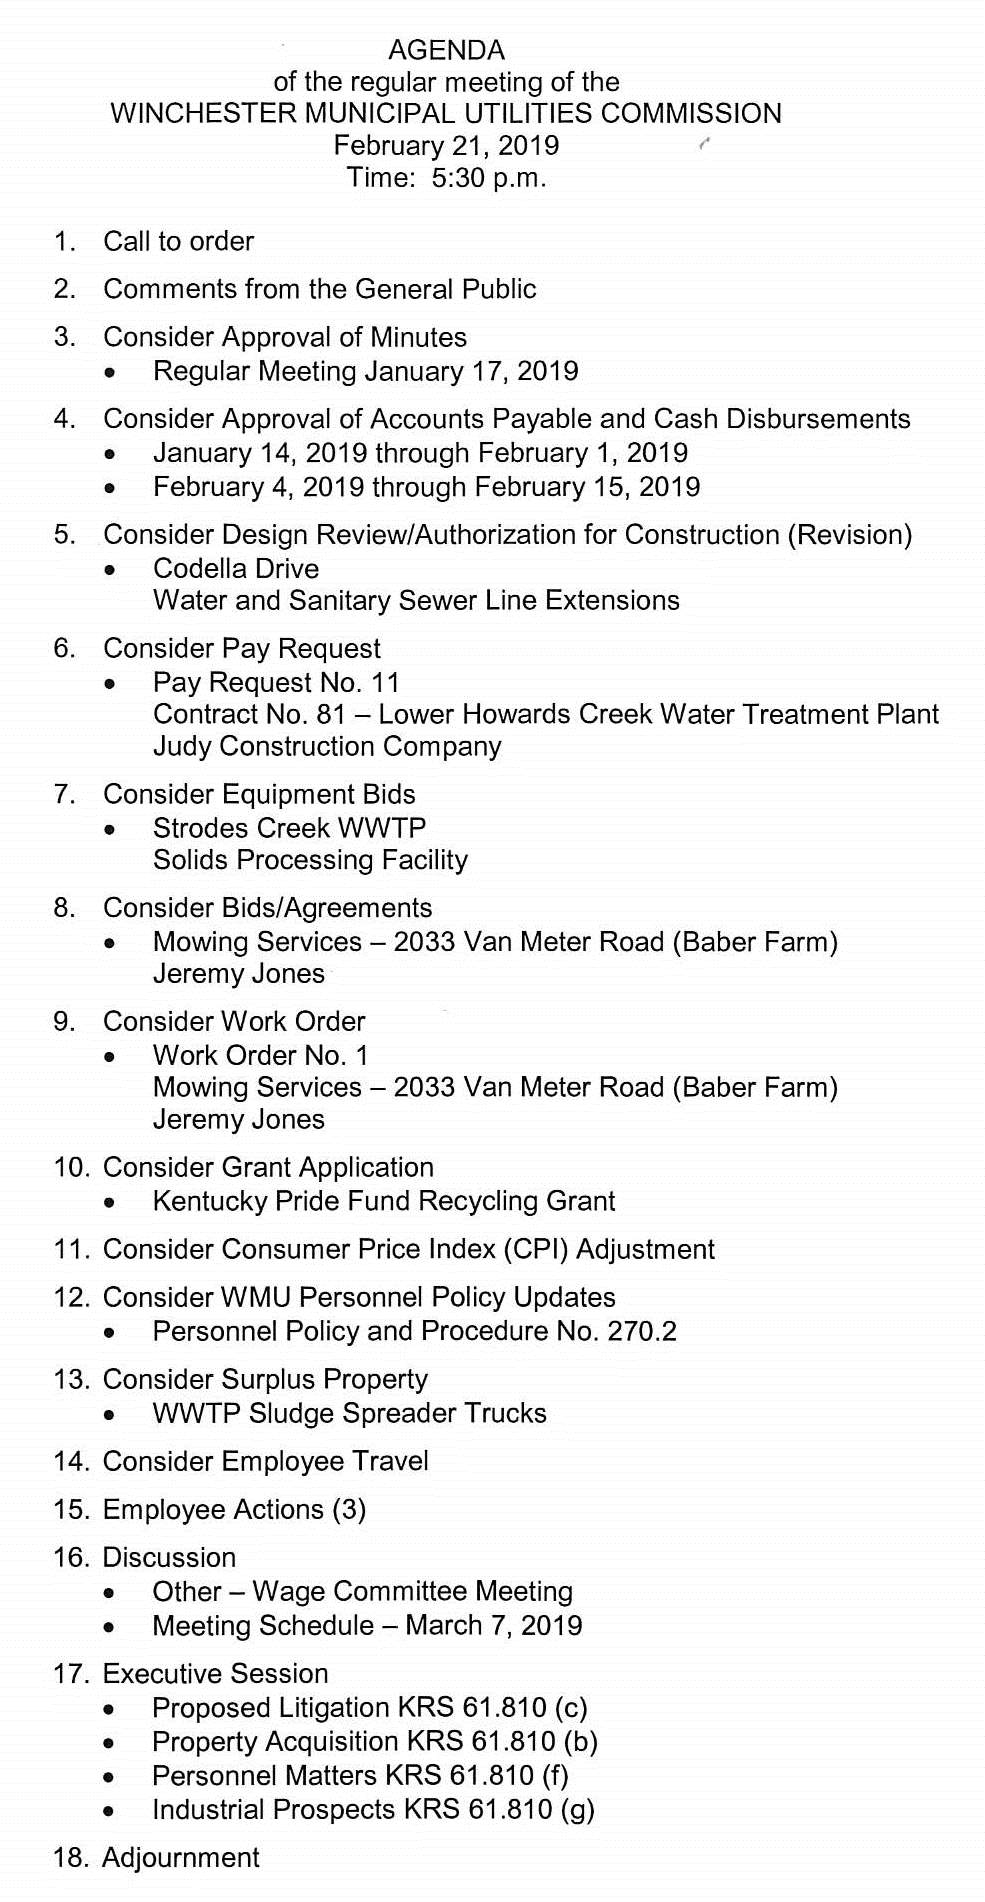 AGENDA
of the regular meeting of the
WINCHESTER MUNICIPAL UTILITIES COMMISSION
February 21, 2019
Time: 5:30 p.m.
1. Call to order
2. Comments from the General Public
3. Consider Approval of Minutes
• Regular Meeting January 17, 2019
4. Consider Approval of Accounts Payable and Cash Disbursements
• January 14, 2019 through February 1, 2019
• February 4, 2019 through February 15, 2019
5. Consider Design Review/Authorization for Construction (Revision)
• Codella Drive
Water and Sanitary Sewer Line Extensions
6. Consider Pay Request
• Pay Request No. 11
Contract No. 81 – Lower Howards Creek Water Treatment Plant
Judy Construction Company
7. Consider Equipment Bids
• Strodes Creek WWTP
Solids Processing Facility
8. Consider Bids/Agreements
• Mowing Services – 2033 Van Meter Road (Baber Farm)
Jeremy Jones
9. Consider Work Order
• Work Order No. 1
Mowing Services – 2033 Van Meter Road (Baber Farm)
Jeremy Jones
10. Consider Grant Application
• Kentucky Pride Fund Recycling Grant
11. Consider Consumer Price Index (CPI) Adjustment
12. Consider WMU Personnel Policy Updates
• Personnel Policy and Procedure No. 270.2
13. Consider Surplus Property
• WWTP Sludge Spreader Trucks
14. Consider Employee Travel
15. Employee Actions (3)
16. Discussion
• Other – Wage Committee Meeting
• Meeting Schedule – March 7, 2019
17. Executive Session
• Proposed Litigation KRS 61.810 (c)
• Property Acquisition KRS 61.810 (b)
• Personnel Matters KRS 61.810 (f)
• Industrial Prospects KRS 61.810 (g)
18. Adjournment